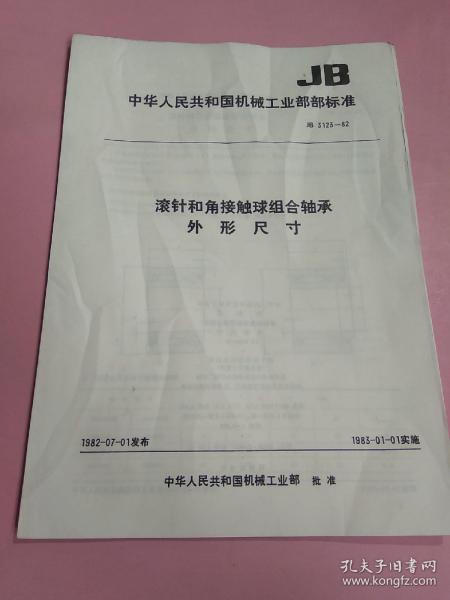 JB
中华人民共和国机械工业部部标准
JB 3123-82
滚针和角接触球组合轴承
外形尺寸
1982-07-01发布
1983-01-01实施
中华人民共和国机械工业部 批准
孔夫子旧书网
www.kongfz.com